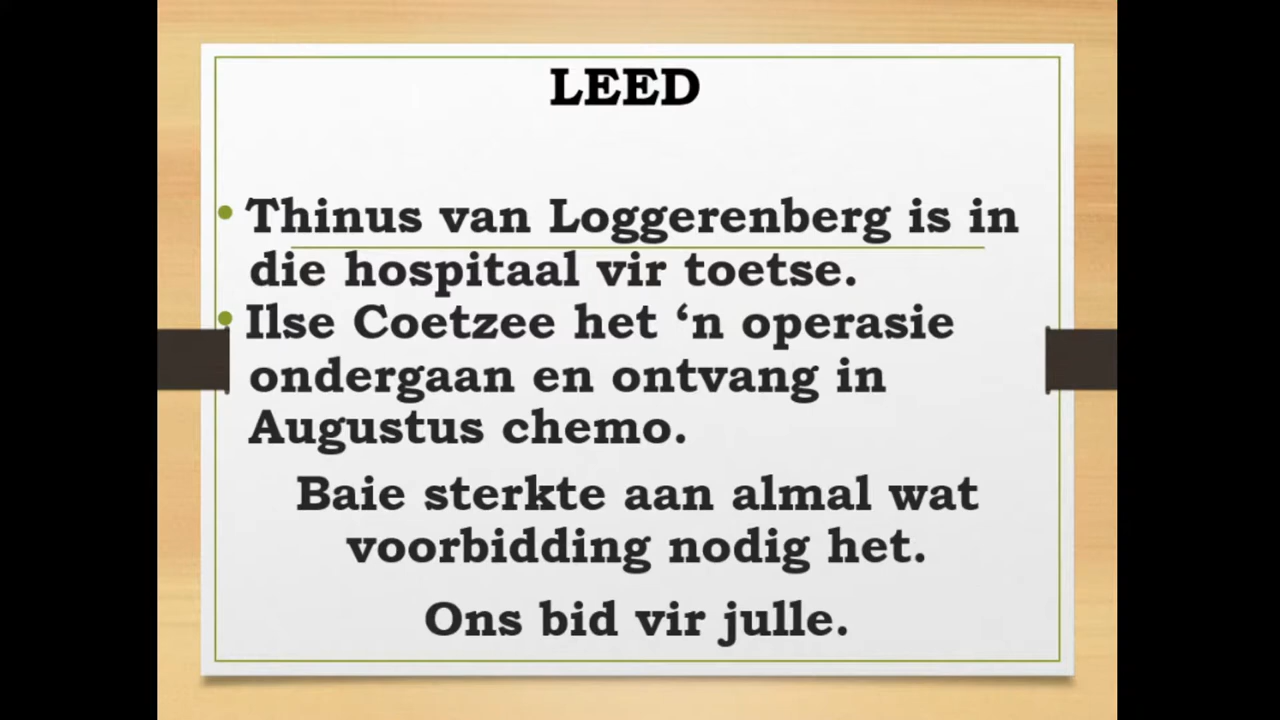 LEED
• Thinus van Loggerenberg is in
die hospitaal vir toetse.
• Ilse Coetzee het ‘n operasie
ondergaan en ontvang in
Augustus chemo.
Baie sterkte aan almal wat
voorbidding nodig het.
Ons bid vir julle.